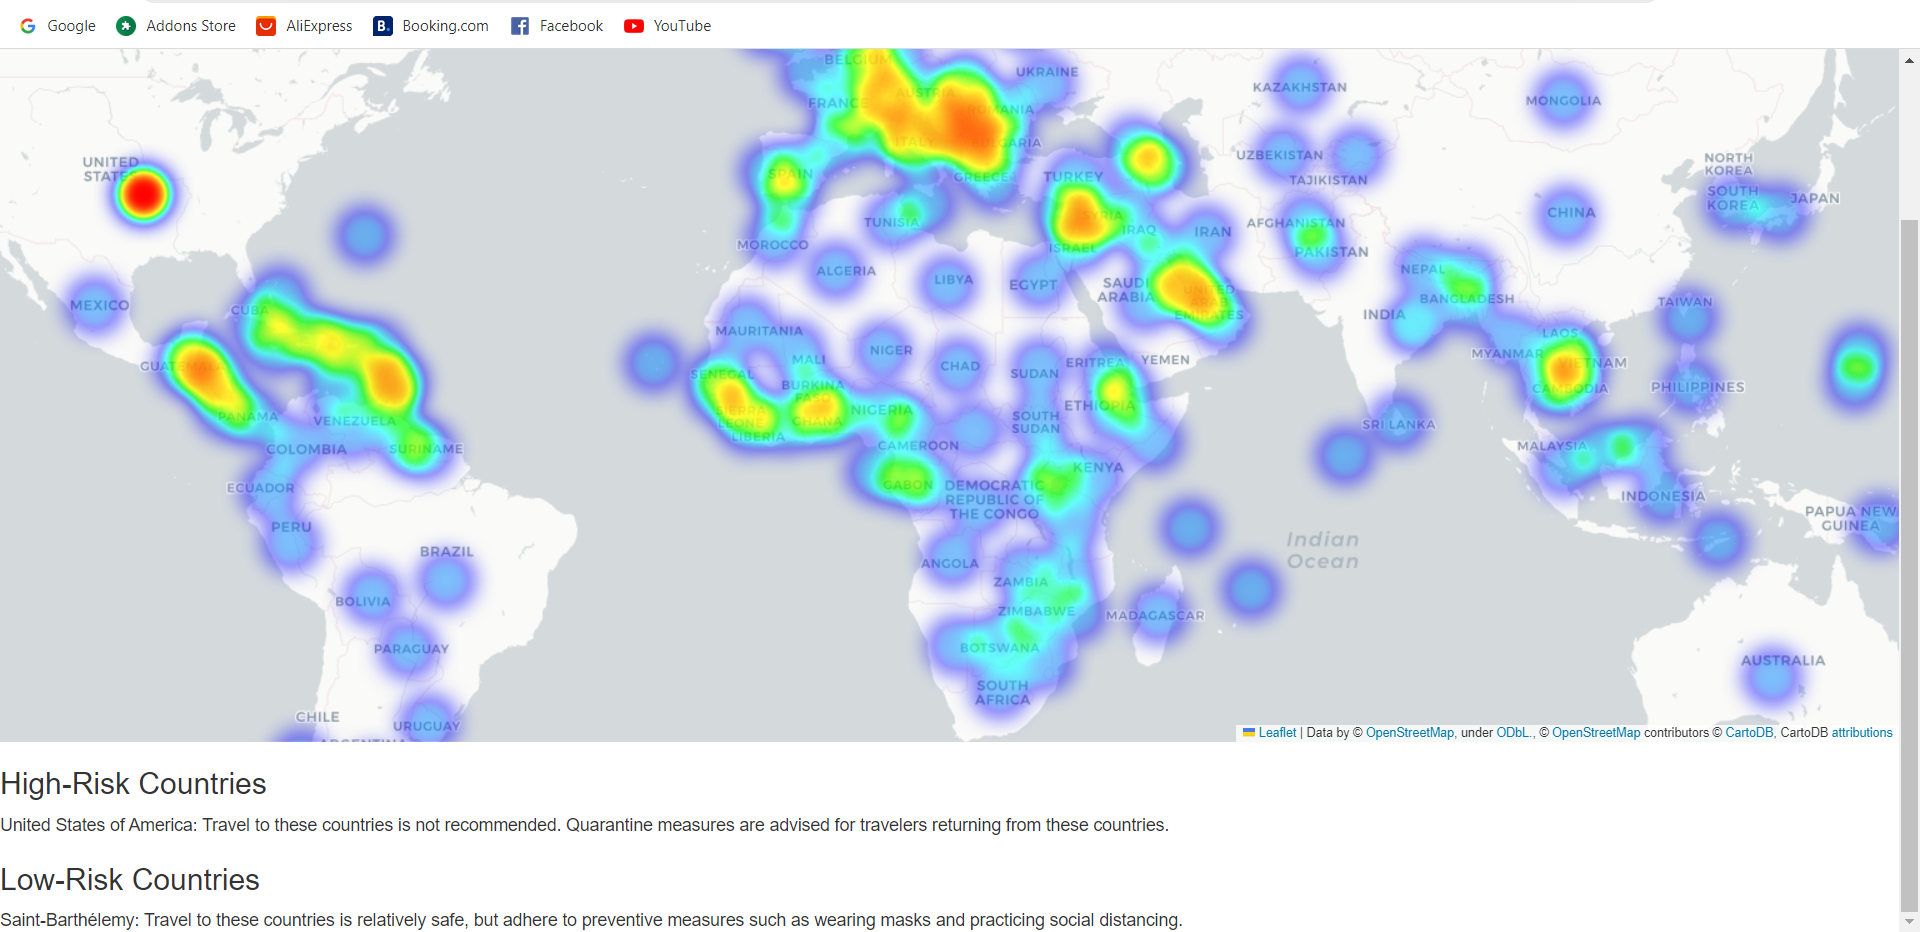 Google Addons Store AliExpress Booking.com Facebook YouTube
BELGIUM
UKRAINE
KAZAKHSTAN
MONGOLIA
FRANCE
AUSTRIA
ROMANIA
ITALY
BULGARIA
UNITED
STATES
SPAIN
GREECE
TURKEY
UZBEKISTAN
TAJIKISTAN
NORTH
KOREA
SOUTH
KOREA
JAPAN
CHINA
TUNISIA
SYRIA
IRAQ
IRAN
AFGHANISTAN
PAKISTAN
MOROCCO
ISRAEL
ALGERIA
LIBYA
EGYPT
SAUDI
ARABIA
UNITED
ARAB
EMIRATES
NEPAL
BANGLADESH
INDIA
TAIWAN
MEXICO
CUBA
GUATEMALA
MAURITANIA
MALI
NIGER
CHAD
SUDAN
ERITREA
YEMEN
LAOS
MYANMAR
VIETNAM
CAMBODIA
PHILIPPINES
SENEGAL
BURKINA
FASO
SIERRA
LEONE
LIBERIA
GHANA
NIGERIA
SOUTH
SUDAN
ETHIOPIA
SRI LANKA
PANAMA
VENEZUELA
COLOMBIA
SURINAME
CAMEROON
MALAYSIA
ECUADOR
GABON
DEMOCRATIC
REPUBLIC OF
THE CONGO
KENYA
INDONESIA
PAPUA NEW
GUINEA
PERU
BRAZIL
Indian
Ocean
ANGOLA
ZAMBIA
BOLIVIA
ZIMBABWE
MADAGASCAR
PARAGUAY
BOTSWANA
AUSTRALIA
SOUTH
AFRICA
CHILE
URUGUAY
ARGENTINA
Leaflet | Data by © OpenStreetMap, under ODbL., © OpenStreetMap contributors © CartoDB, CartoDB attributions
High-Risk Countries
United States of America: Travel to these countries is not recommended. Quarantine measures are advised for travelers returning from these countries.
Low-Risk Countries
Saint-Barthélemy: Travel to these countries is relatively safe, but adhere to preventive measures such as wearing masks and practicing social distancing.